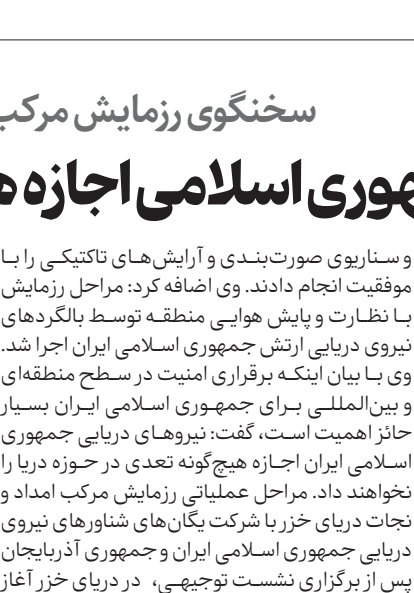 سخنگوی رزمایش مرکب
جمهوری اسلامی اجازه
و سناریوی صورت‌بندی و آرایش‌های تاکتیکی را با
موفقیت انجام دادند. وی اضافه کرد: مراحل رزمایش
با نظارت و پایش هوایی منطقه توسط بالگردهای
نیروی دریایی ارتش جمهوری اسلامی ایران اجرا شد.
وی با بیان اینکه برقراری امنیت در سطح منطقه‌ای
و بین‌المللی برای جمهوری اسلامی ایران بسیار
حائز اهمیت است، گفت: نیروهای دریایی جمهوری
اسلامی ایران اجازه هیچ‌گونه تعدی در حوزه دریا را
نخواهند داد. مراحل عملیاتی رزمایش مرکب امداد و
نجات دریای خزر با شرکت یگان‌های شناورهای نیروی
دریایی جمهوری اسلامی ایران و جمهوری آذربایجان
پس از برگزاری نشست توجیهی، در دریای خزر آغاز